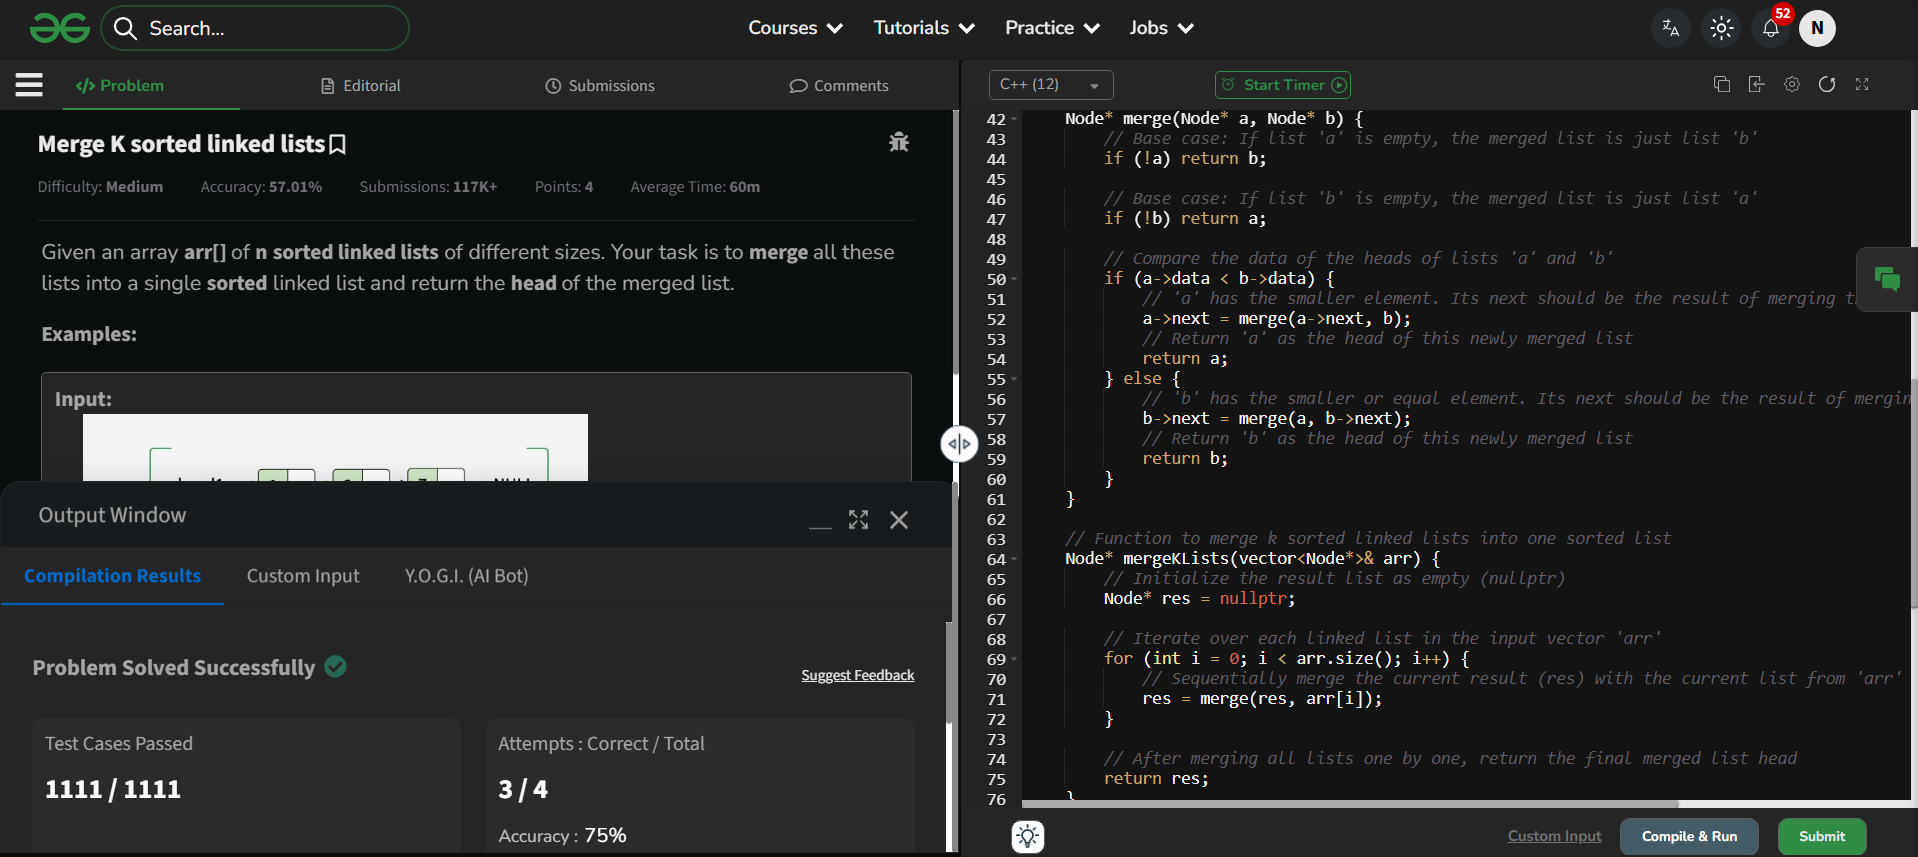 Search...
Courses
Tutorials
Practice
Jobs
52
N
Problem
Editorial
Submissions
Comments
C++ (12)
Start Timer
Merge K sorted linked lists
Difficulty: Medium Accuracy: 57.01% Submissions: 117K+ Points: 4 Average Time: 60m
Given an array arr[] of n sorted linked lists of different sizes. Your task is to merge all these
lists into a single sorted linked list and return the head of the merged list.
Examples:
Input:
Output Window
Compilation Results
Custom Input
Y.O.G.I. (AI Bot)
Problem Solved Successfully
Suggest Feedback
Test Cases Passed
1111 / 1111
Attempts : Correct / Total
3 / 4
Accuracy : 75%
42 Node* merge(Node* a, Node* b) {
43 // Base case: If list 'a' is empty, the merged list is just list 'b'
44 if (!a) return b;
45
46 // Base case: If list 'b' is empty, the merged list is just list 'a'
47 if (!b) return a;
48
49 // Compare the data of the heads of lists 'a' and 'b'
50 if (a->data < b->data) {
51 // 'a' has the smaller element. Its next should be the result of merging
52 a->next = merge(a->next, b);
53 // Return 'a' as the head of this newly merged list
54 return a;
55 } else {
56 // 'b' has the smaller or equal element. Its next should be the result of mergin
57 b->next = merge(a, b->next);
58 // Return 'b' as the head of this newly merged list
59 return b;
60 }
61 }
62
63 // Function to merge k sorted linked lists into one sorted list
64 Node* mergeKLists(vector<Node*>& arr) {
65 // Initialize the result list as empty (nullptr)
66 Node* res = nullptr;
67
68 // Iterate over each linked list in the input vector 'arr'
69 for (int i = 0; i < arr.size(); i++) {
70 // Sequentially merge the current result (res) with the current list from 'arr'
71 res = merge(res, arr[i]);
72 }
73
74 // After merging all lists one by one, return the final merged list head
75 return res;
76 }
Custom Input
Compile & Run
Submit